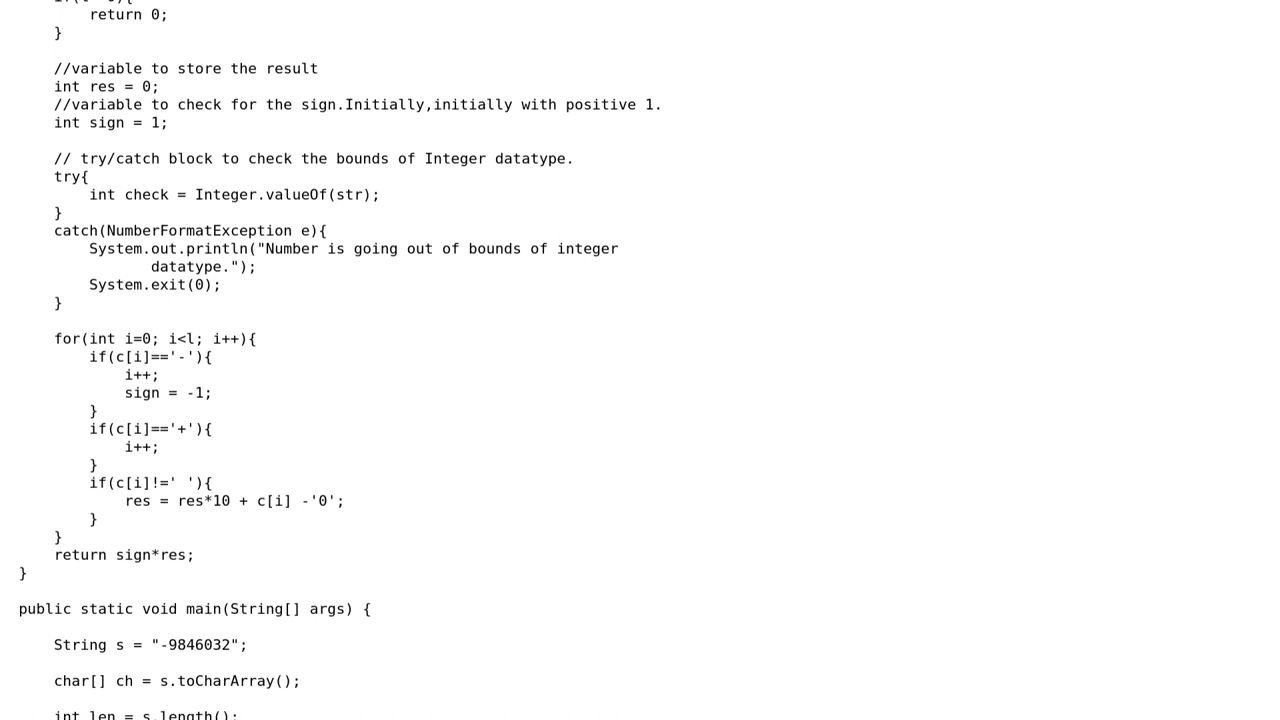 return 0;
}
//variable to store the result
int res = 0;
//variable to check for the sign.Initially,initially with positive 1.
int sign = 1;
// try/catch block to check the bounds of Integer datatype.
try{
int check = Integer.valueOf(str);
}
catch(NumberFormatException e){
System.out.println("Number is going out of bounds of integer
datatype.");
System.exit(0);
}
for(int i=0; i<l; i++){
if(c[i]=='-'){
i++;
sign = -1;
}
if(c[i]=='+'){
i++;
}
if(c[i]!=' '){
res = res*10 + c[i] -'0';
}
}
return sign*res;
}
public static void main(String[] args) {
String s = "-9846032";
char[] ch = s.toCharArray();
int len = s.length();